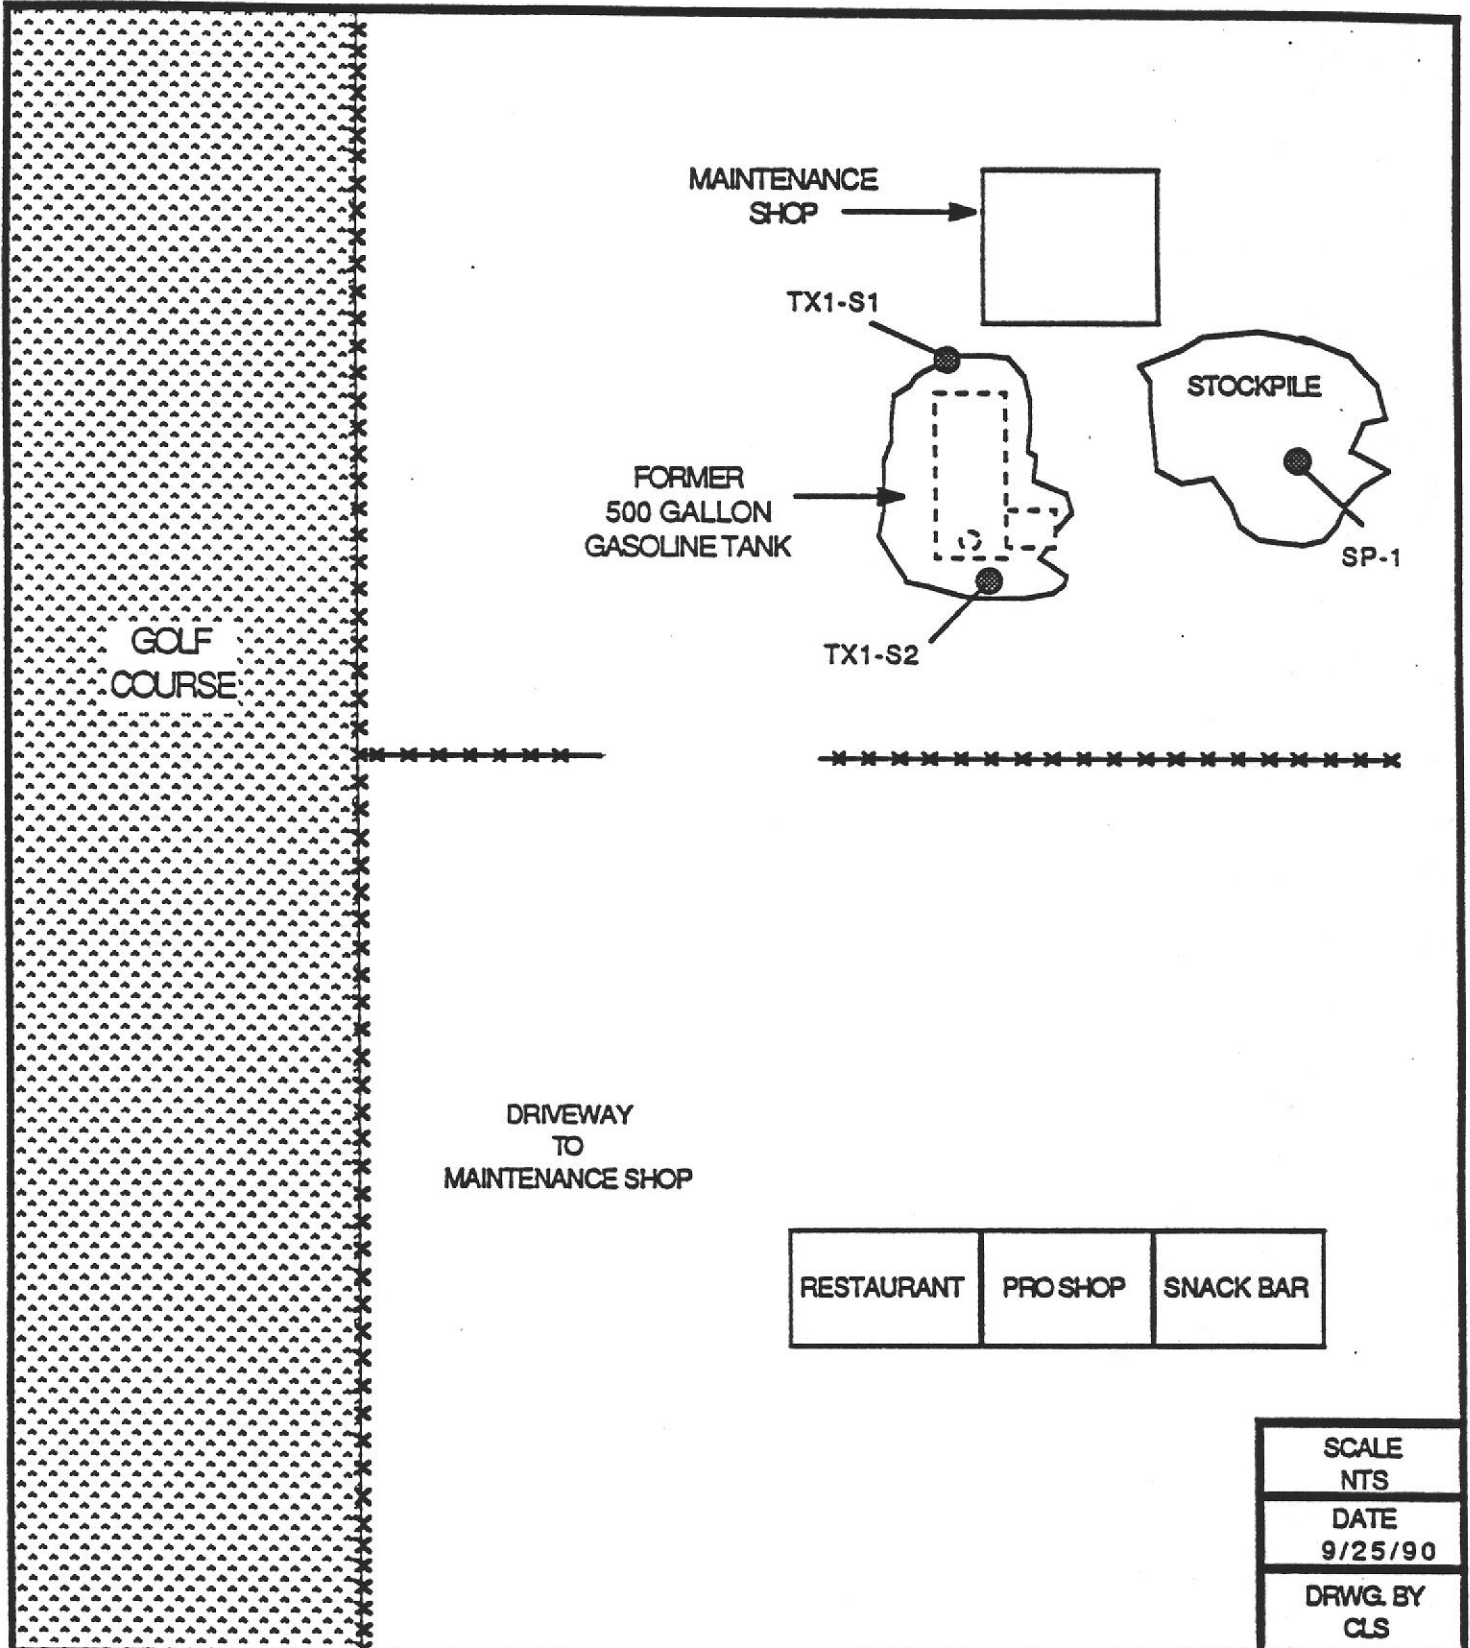 MAINTENANCE
SHOP
TX1-S1
STOCKPILE
FORMER
500 GALLON
GASOLINE TANK
SP-1
TX1-S2
GOLF
COURSE
DRIVEWAY
TO
MAINTENANCE SHOP
RESTAURANT
PRO SHOP
SNACK BAR
SCALE
NTS
DATE
9/25/90
DRWG. BY
CLS